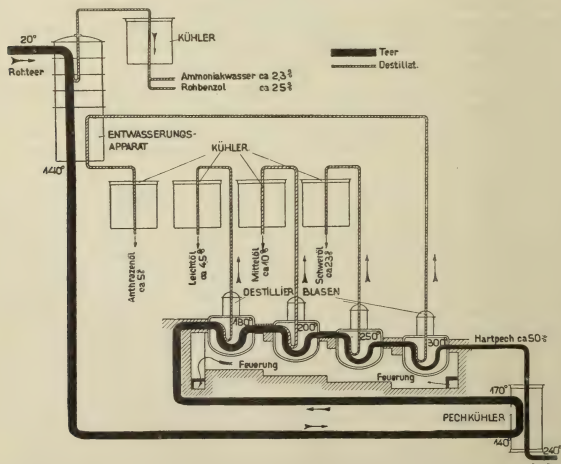 20°
Rohteer
KÜHLER
Ammoniakwasser ca 2,3%
Rohbenzol ca 2,5%
Teer
Destillat.
ENTWÄSSERUNGS-
APPARAT
140°
KÜHLER
Anthrazenöl
ca 5%
Leichtöl
ca 4,5%
Mittelöl
ca 10%
Schweröl
ca 23%
DESTILLIER BLASEN
180°
200°
250°
300°
Hartpech ca 50%
Feuerung
Feuerung
170°
PECHKÜHLER
140°
240°